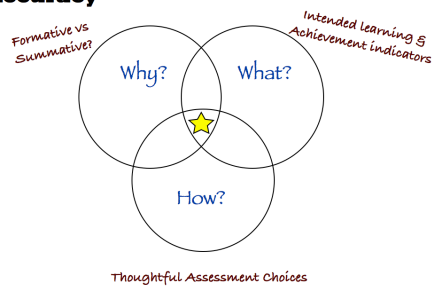 Formative vs
Summative?
Intended learning &
Achievement indicators
Why?
What?
How?
Thoughtful Assessment Choices